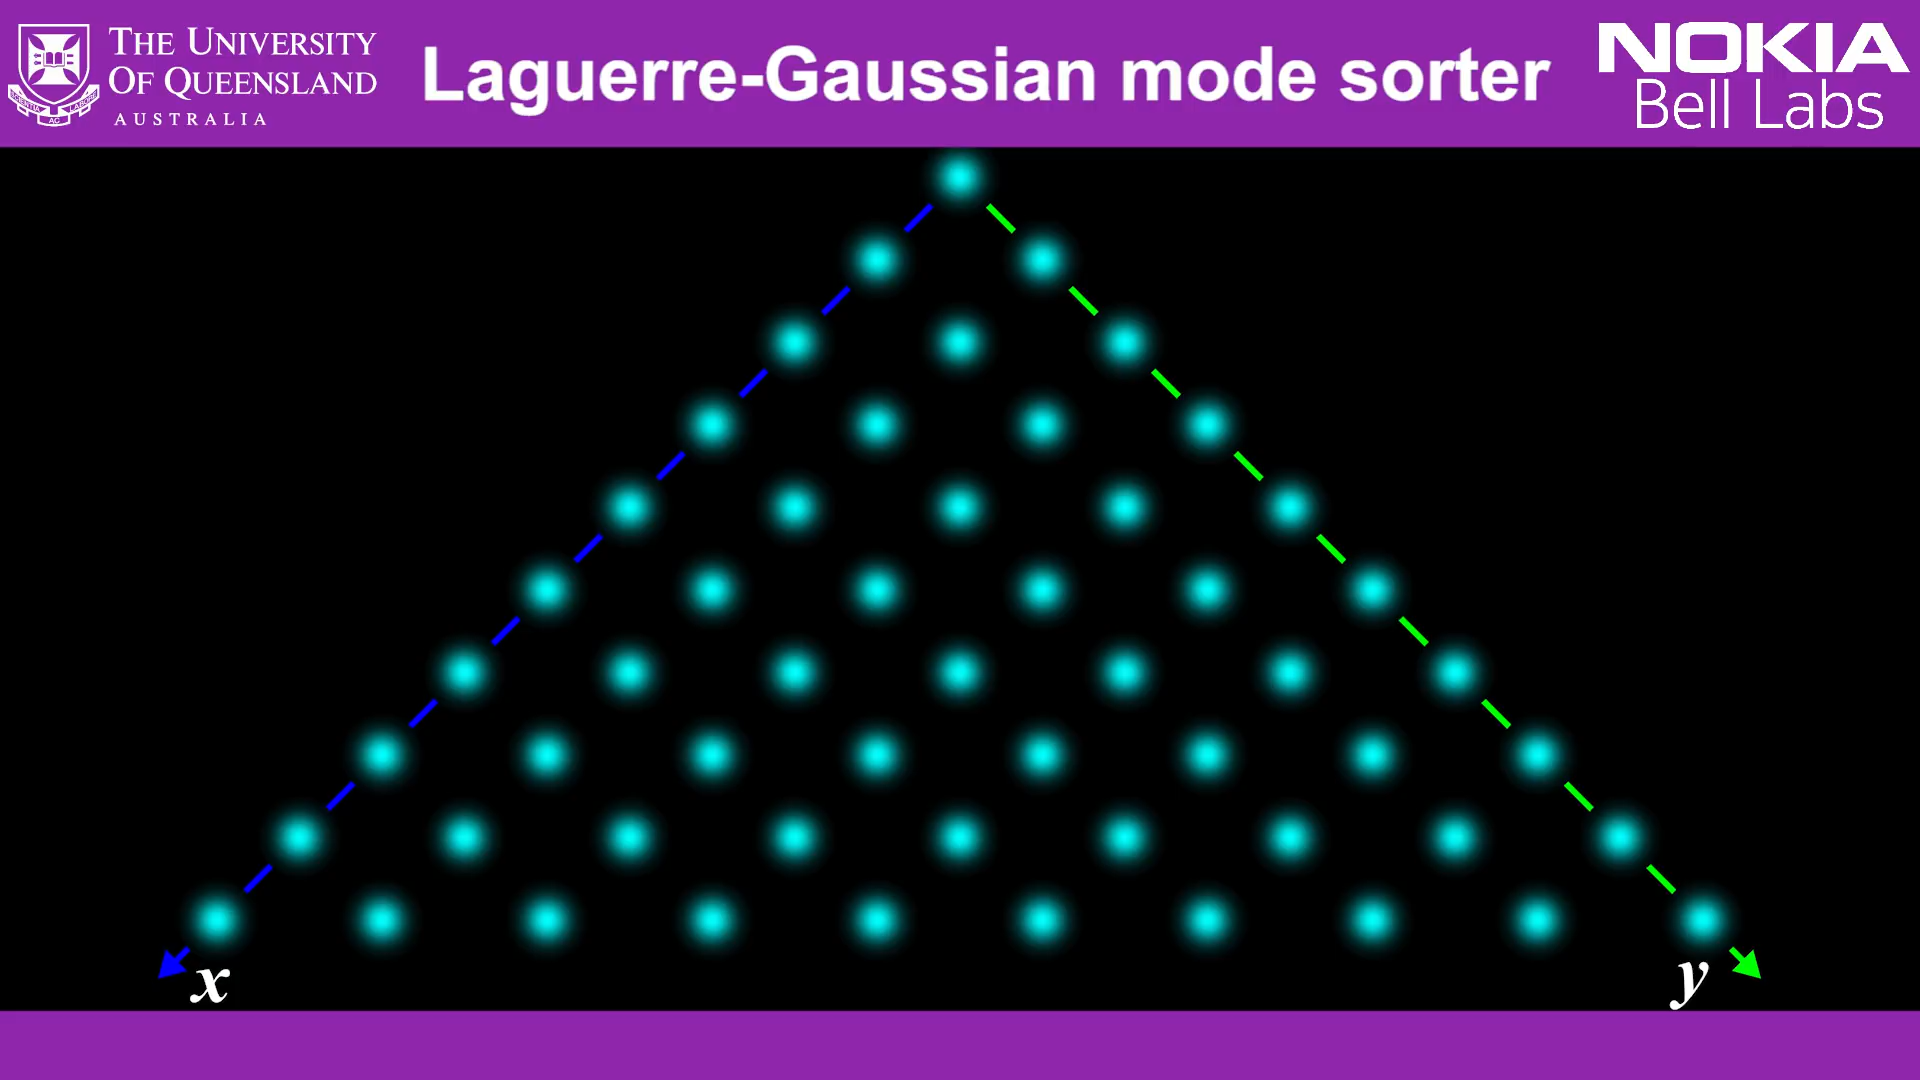 THE UNIVERSITY
OF QUEENSLAND
AUSTRALIA
Laguerre-Gaussian mode sorter
NOKIA
Bell Labs
x
y